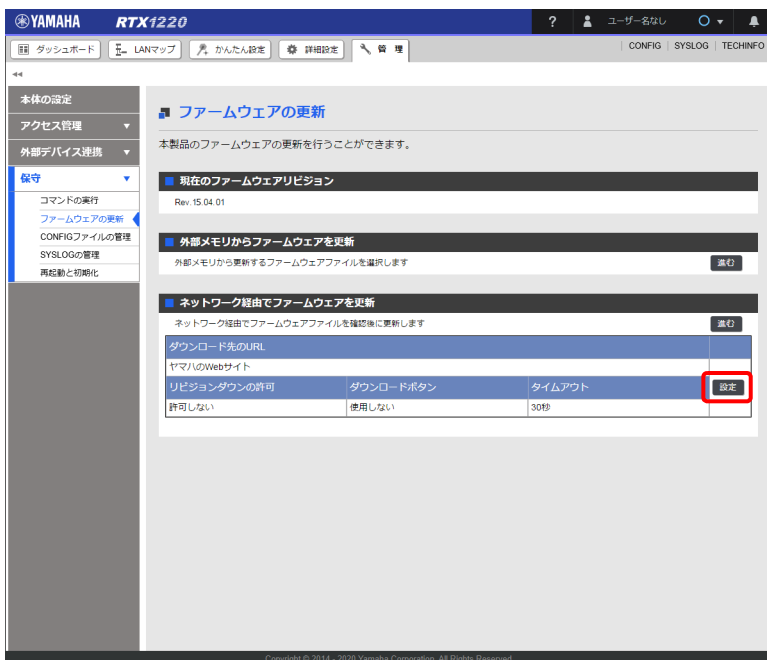 YAMAHA RTX1220 ? ユーザー名なし
ダッシュボード LANマップ かんたん設定 詳細設定 管理 CONFIG SYSLOG TECHINFO
本体の設定
アクセス管理
外部デバイス連携
保守
コマンドの実行
ファームウェアの更新
CONFIGファイルの管理
SYSLOGの管理
再起動と初期化
ファームウェアの更新
本製品のファームウェアの更新を行うことができます。
現在のファームウェアリビジョン
Rev.15.04.01
外部メモリからファームウェアを更新
外部メモリから更新するファームウェアファイルを選択します 進む
ネットワーク経由でファームウェアを更新
ネットワーク経由でファームウェアファイルを確認後に更新します 進む
ダウンロード先のURL
ヤマハのWebサイト
リビジョンダウンの許可 ダウンロードボタン タイムアウト 設定
許可しない 使用しない 30秒
Copyright © 2014 - 2020 Yamaha Corporation. All Rights Reserved.